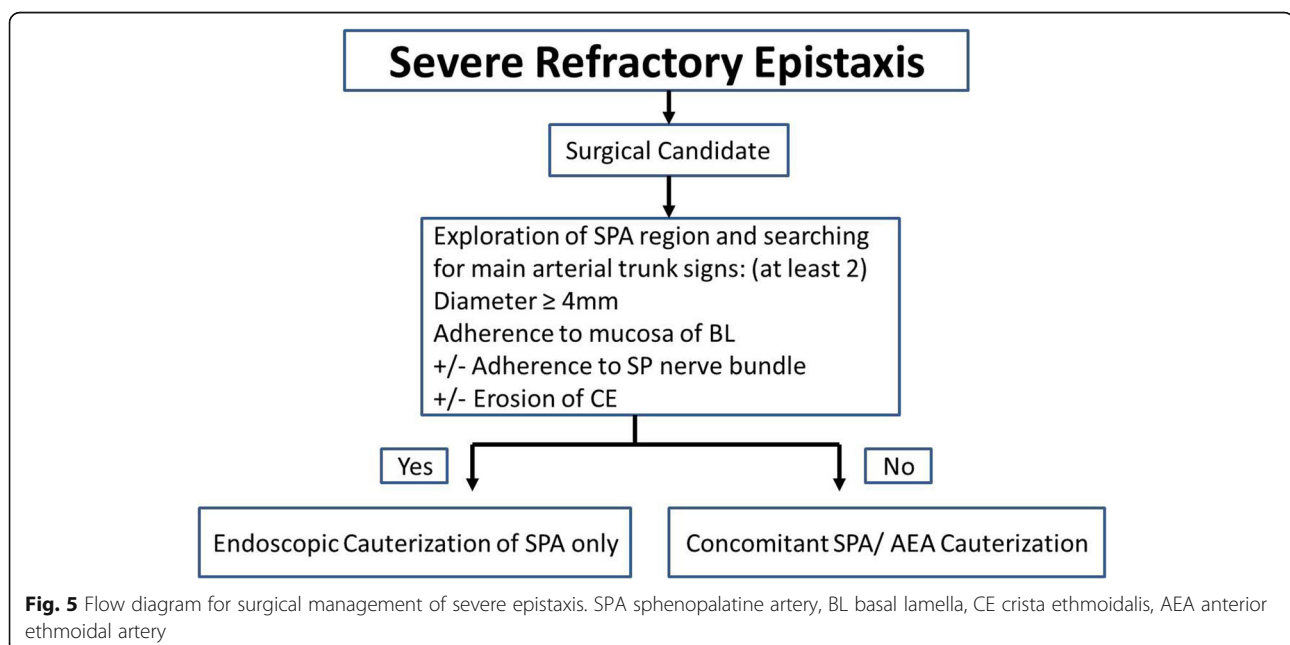 Severe Refractory Epistaxis
Surgical Candidate
Exploration of SPA region and searching
for main arterial trunk signs: (at least 2)
Diameter ≥ 4mm
Adherence to mucosa of BL
+/- Adherence to SP nerve bundle
+/- Erosion of CE
Yes
No
Endoscopic Cauterization of SPA only
Concomitant SPA/ AEA Cauterization
Fig. 5 Flow diagram for surgical management of severe epistaxis. SPA sphenopalatine artery, BL basal lamella, CE crista ethmoidalis, AEA anterior
ethmoidal artery